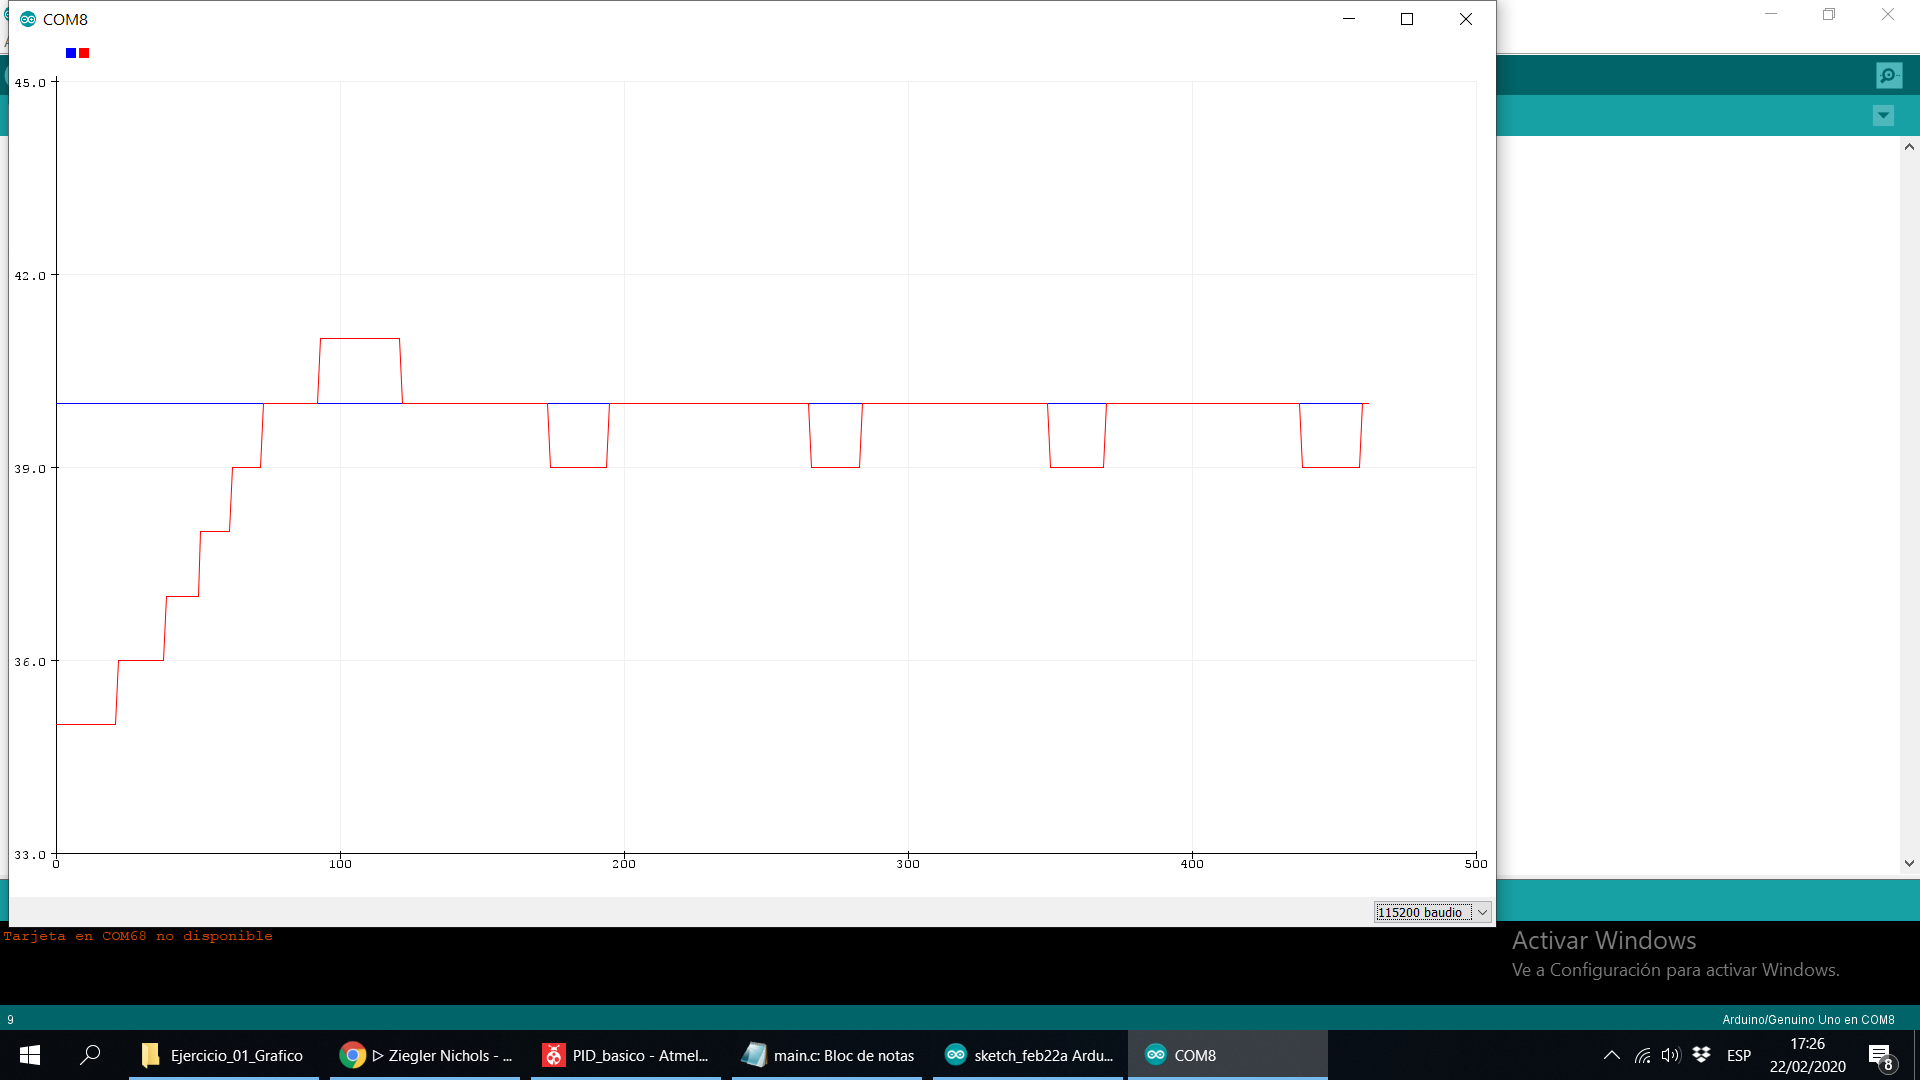 COM8
45.0
42.0
39.0
36.0
33.0
0 100 200 300 400 500
115200 baudio
Tarjeta en COM68 no disponible
Activar Windows
Ve a Configuración para activar Windows.
9 Arduino/Genuino Uno en COM8
Ejercicio_01_Grafico
▷ Ziegler Nichols - ...
PID_basico - Atmel...
main.c: Bloc de notas
sketch_feb22a Ardu...
COM8
ESP
17:26
22/02/2020
8